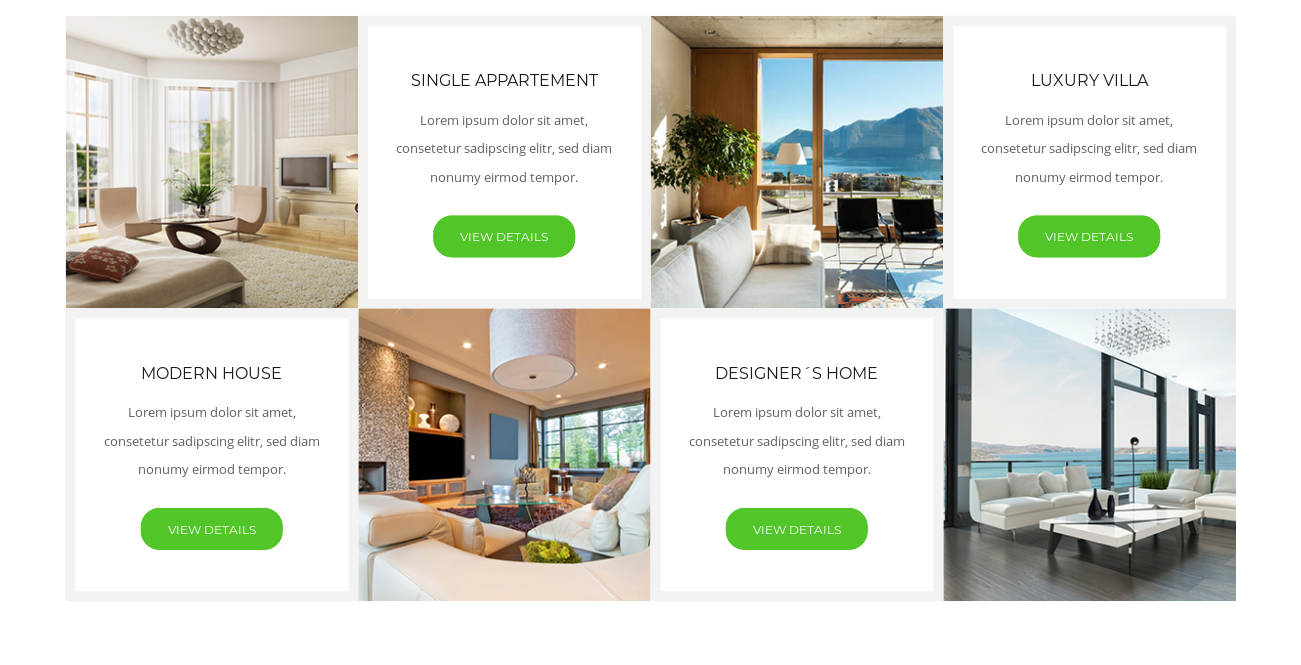 SINGLE APPARTEMENT
Lorem ipsum dolor sit amet,
consetetur sadipscing elitr, sed diam
nonumy eirmod tempor.
VIEW DETAILS
LUXURY VILLA
Lorem ipsum dolor sit amet,
consetetur sadipscing elitr, sed diam
nonumy eirmod tempor.
VIEW DETAILS
MODERN HOUSE
Lorem ipsum dolor sit amet,
consetetur sadipscing elitr, sed diam
nonumy eirmod tempor.
VIEW DETAILS
DESIGNER´S HOME
Lorem ipsum dolor sit amet,
consetetur sadipscing elitr, sed diam
nonumy eirmod tempor.
VIEW DETAILS